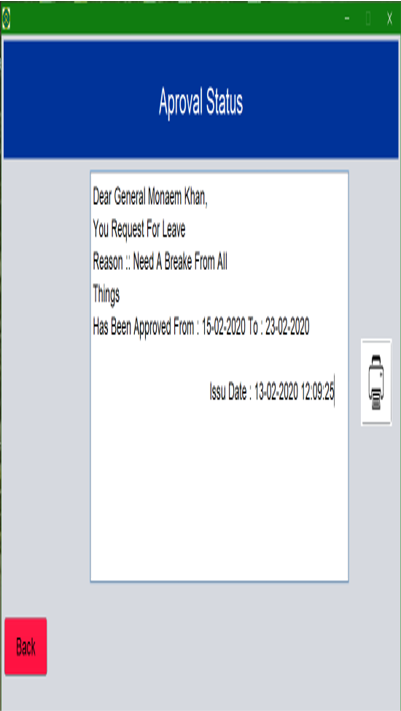 Aproval Status
Dear General Monaem Khan,
You Request For Leave
Reason :: Need A Breake From All
Things
Has Been Approved From : 15-02-2020 To : 23-02-2020
Issu Date : 13-02-2020 12:09:25
Back